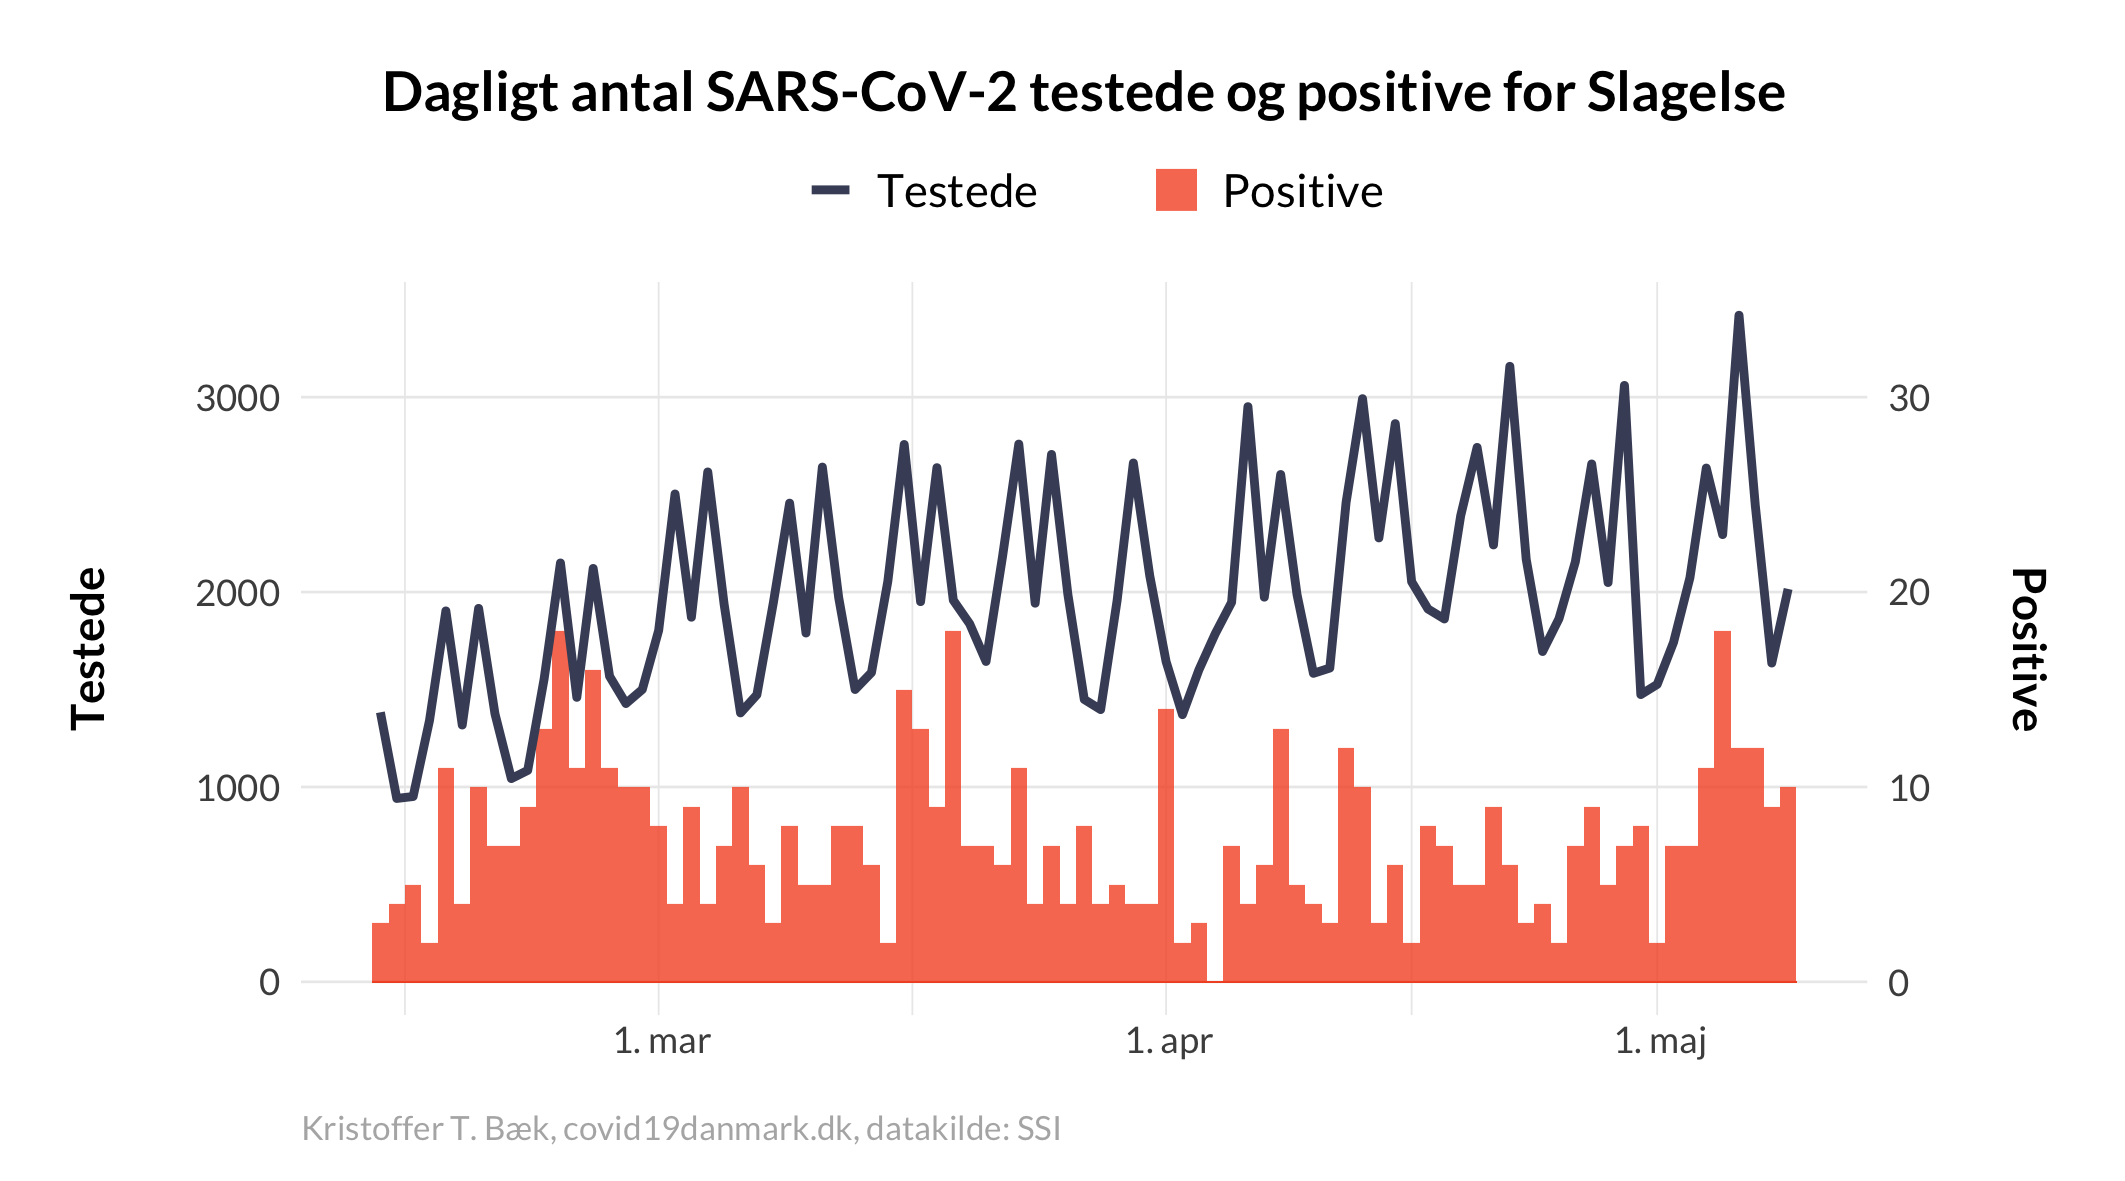 Dagligt antal SARS-CoV-2 testede og positive for Slagelse
Testede
Positive
Testede
3000
2000
1000
0
30
20
10
0
Positive
1. mar
1. apr
1. maj
Kristoffer T. Bæk, covid19danmark.dk, datakilde: SSI